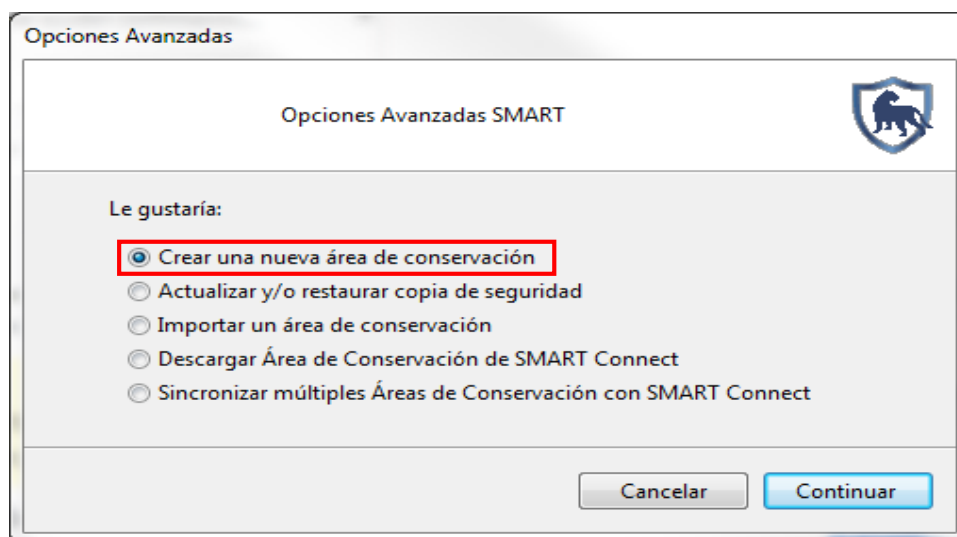 Opciones Avanzadas
Opciones Avanzadas SMART
Le gustaría:
Crear una nueva área de conservación
Actualizar y/o restaurar copia de seguridad
Importar un área de conservación
Descargar Área de Conservación de SMART Connect
Sincronizar múltiples Áreas de Conservación con SMART Connect
Cancelar
Continuar